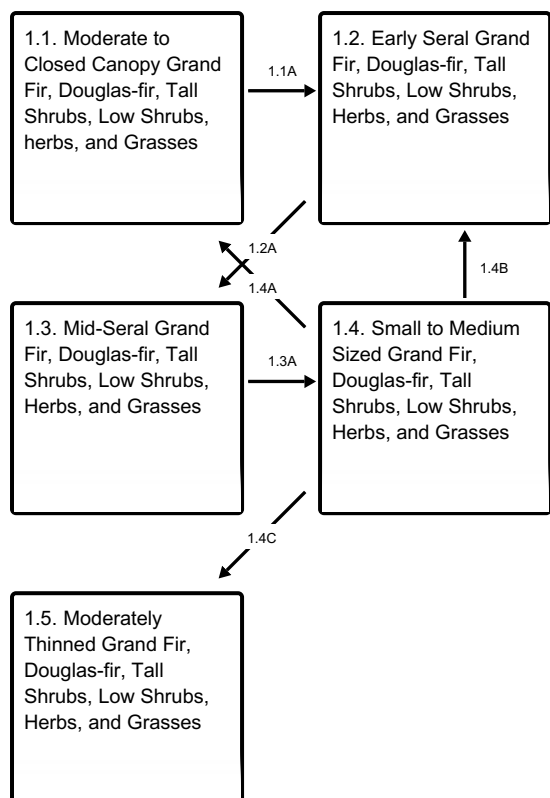 1.1. Moderate to
Closed Canopy Grand
Fir, Douglas-fir, Tall
Shrubs, Low Shrubs,
herbs, and Grasses
1.1A
1.2. Early Seral Grand
Fir, Douglas-fir, Tall
Shrubs, Low Shrubs,
Herbs, and Grasses
1.2A
1.4A
1.4B
1.3. Mid-Seral Grand
Fir, Douglas-fir, Tall
Shrubs, Low Shrubs,
Herbs, and Grasses
1.3A
1.4. Small to Medium
Sized Grand Fir,
Douglas-fir, Tall
Shrubs, Low Shrubs,
Herbs, and Grasses
1.4C
1.5. Moderately
Thinned Grand Fir,
Douglas-fir, Tall
Shrubs, Low Shrubs,
Herbs, and Grasses